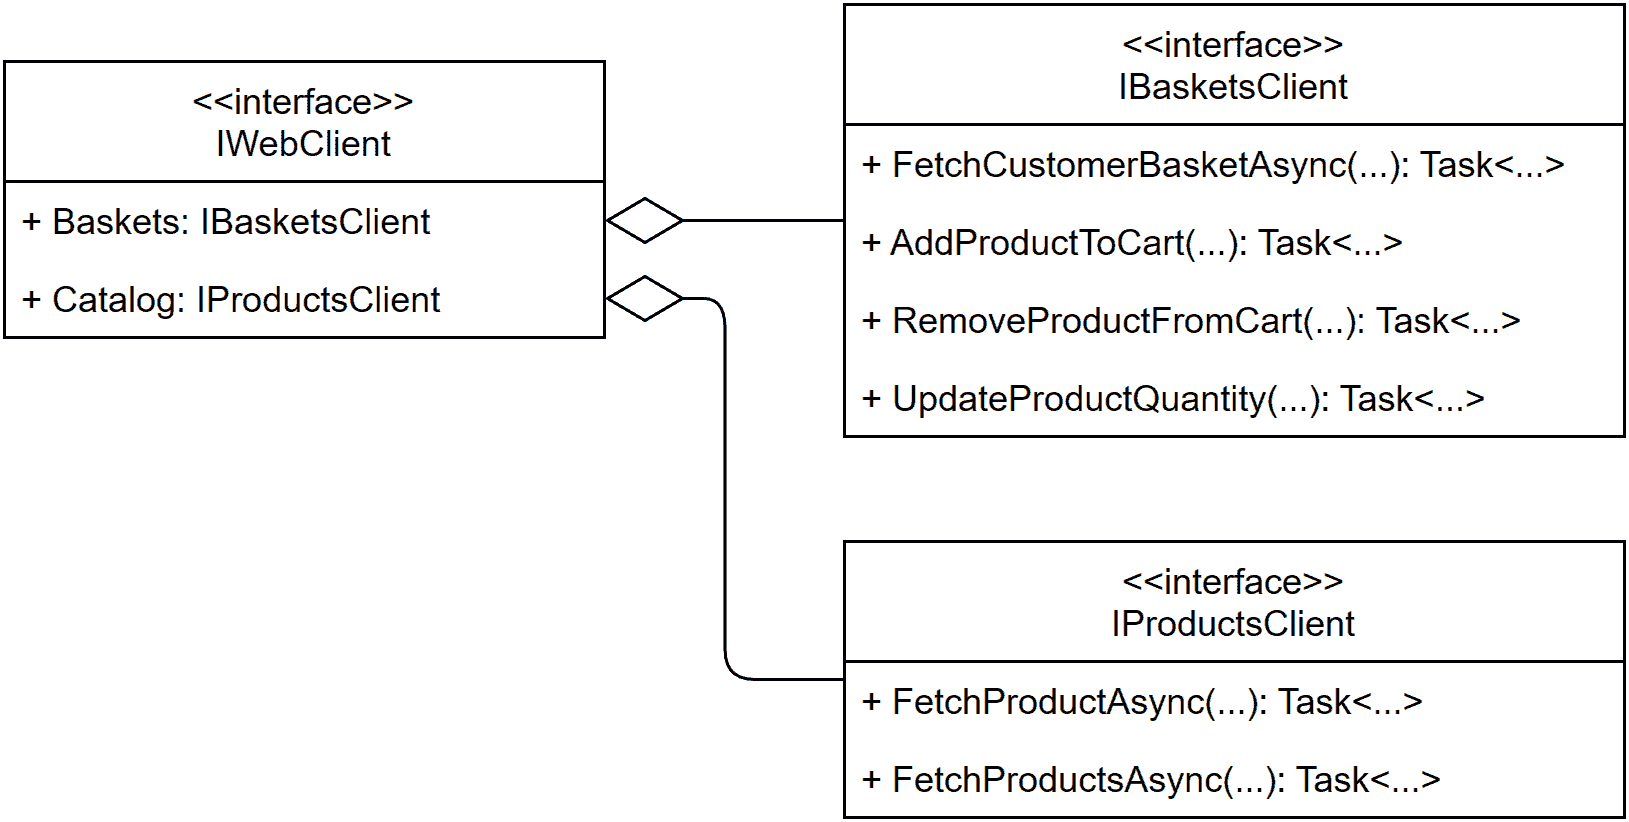 <<interface>>
IWebClient
+ Baskets: IBasketsClient
+ Catalog: IProductsClient
<<interface>>
IBasketsClient
+ FetchCustomerBasketAsync(...): Task<...>
+ AddProductToCart(...): Task<...>
+ RemoveProductFromCart(...): Task<...>
+ UpdateProductQuantity(...): Task<...>
<<interface>>
IProductsClient
+ FetchProductAsync(...): Task<...>
+ FetchProductsAsync(...): Task<...>